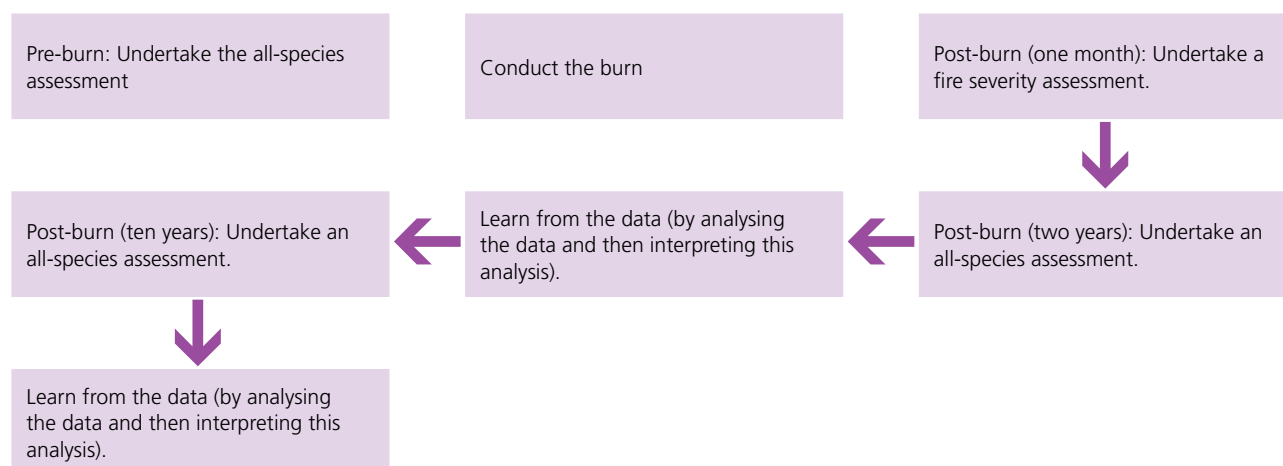 Pre-burn: Undertake the all-species
assessment
Conduct the burn
Post-burn (one month): Undertake a
fire severity assessment.
Post-burn (two years): Undertake an
all-species assessment.
Learn from the data (by analysing
the data and then interpreting this
analysis).
Post-burn (ten years): Undertake an
all-species assessment.
Learn from the data (by analysing
the data and then interpreting this
analysis).